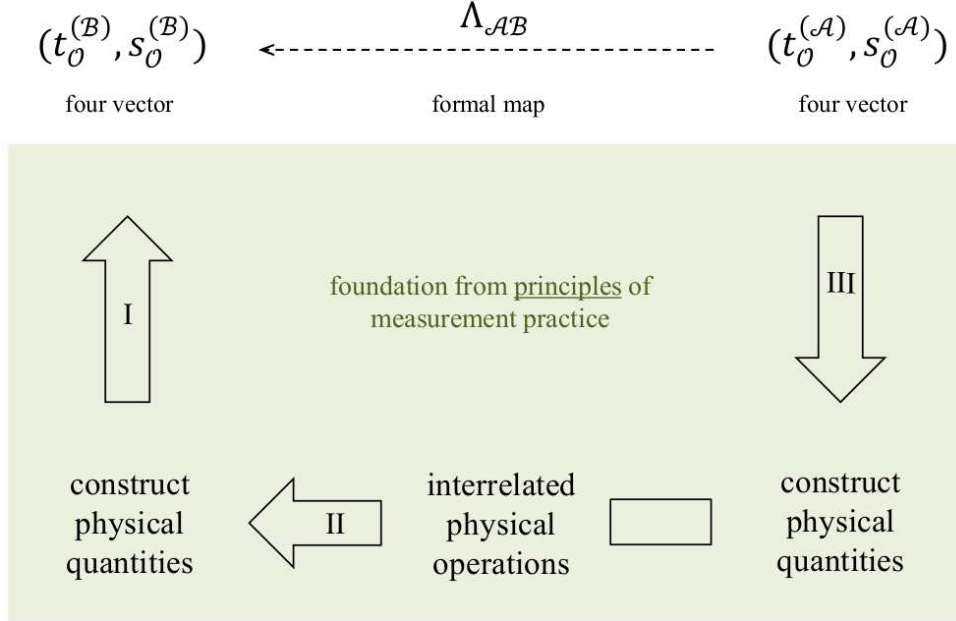 (t_𝒪^(ℬ), s_𝒪^(ℬ)) Λ_𝒜ℬ (t_𝒪^(𝒜), s_𝒪^(𝒜))
four vector formal map four vector
foundation from principles of
measurement practice
I
III
construct
physical
quantities
II
interrelated
physical
operations
construct
physical
quantities